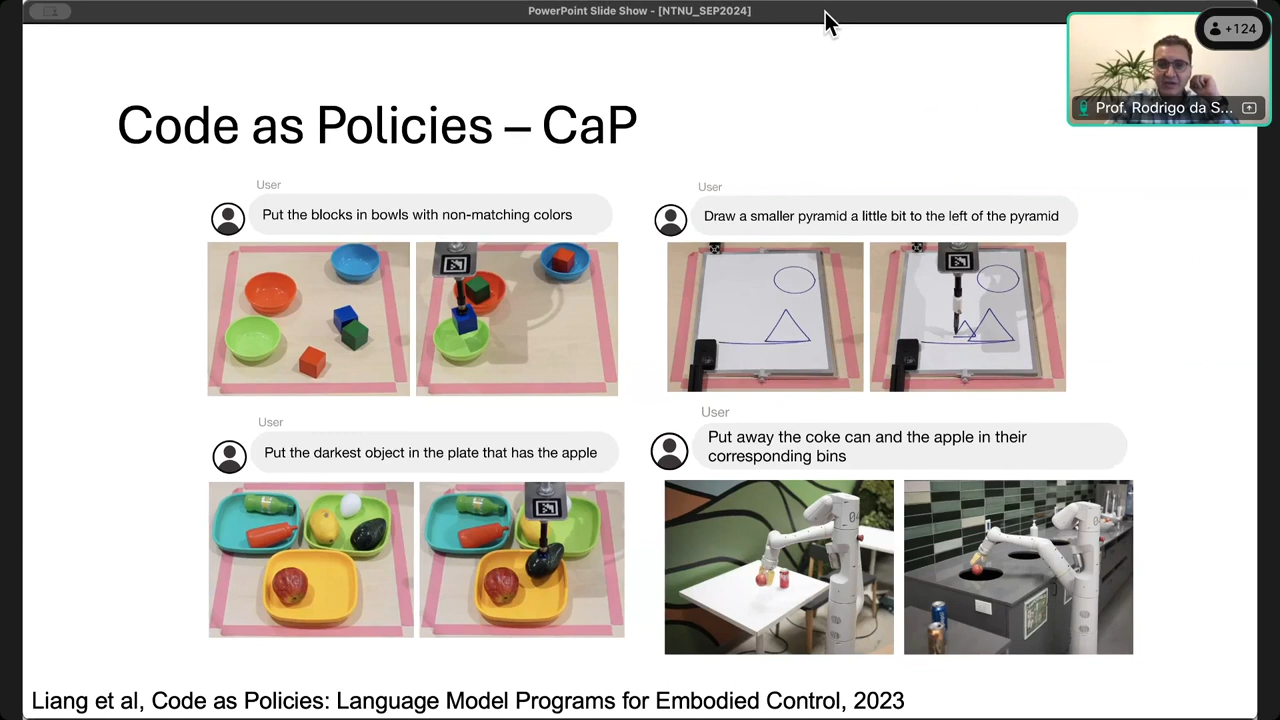 PowerPoint Slide Show - [NTNU_SEP2024]
+124
Prof. Rodrigo da S...
Code as Policies – CaP
User
Put the blocks in bowls with non-matching colors
User
Draw a smaller pyramid a little bit to the left of the pyramid
User
Put the darkest object in the plate that has the apple
User
Put away the coke can and the apple in their
corresponding bins
Liang et al, Code as Policies: Language Model Programs for Embodied Control, 2023